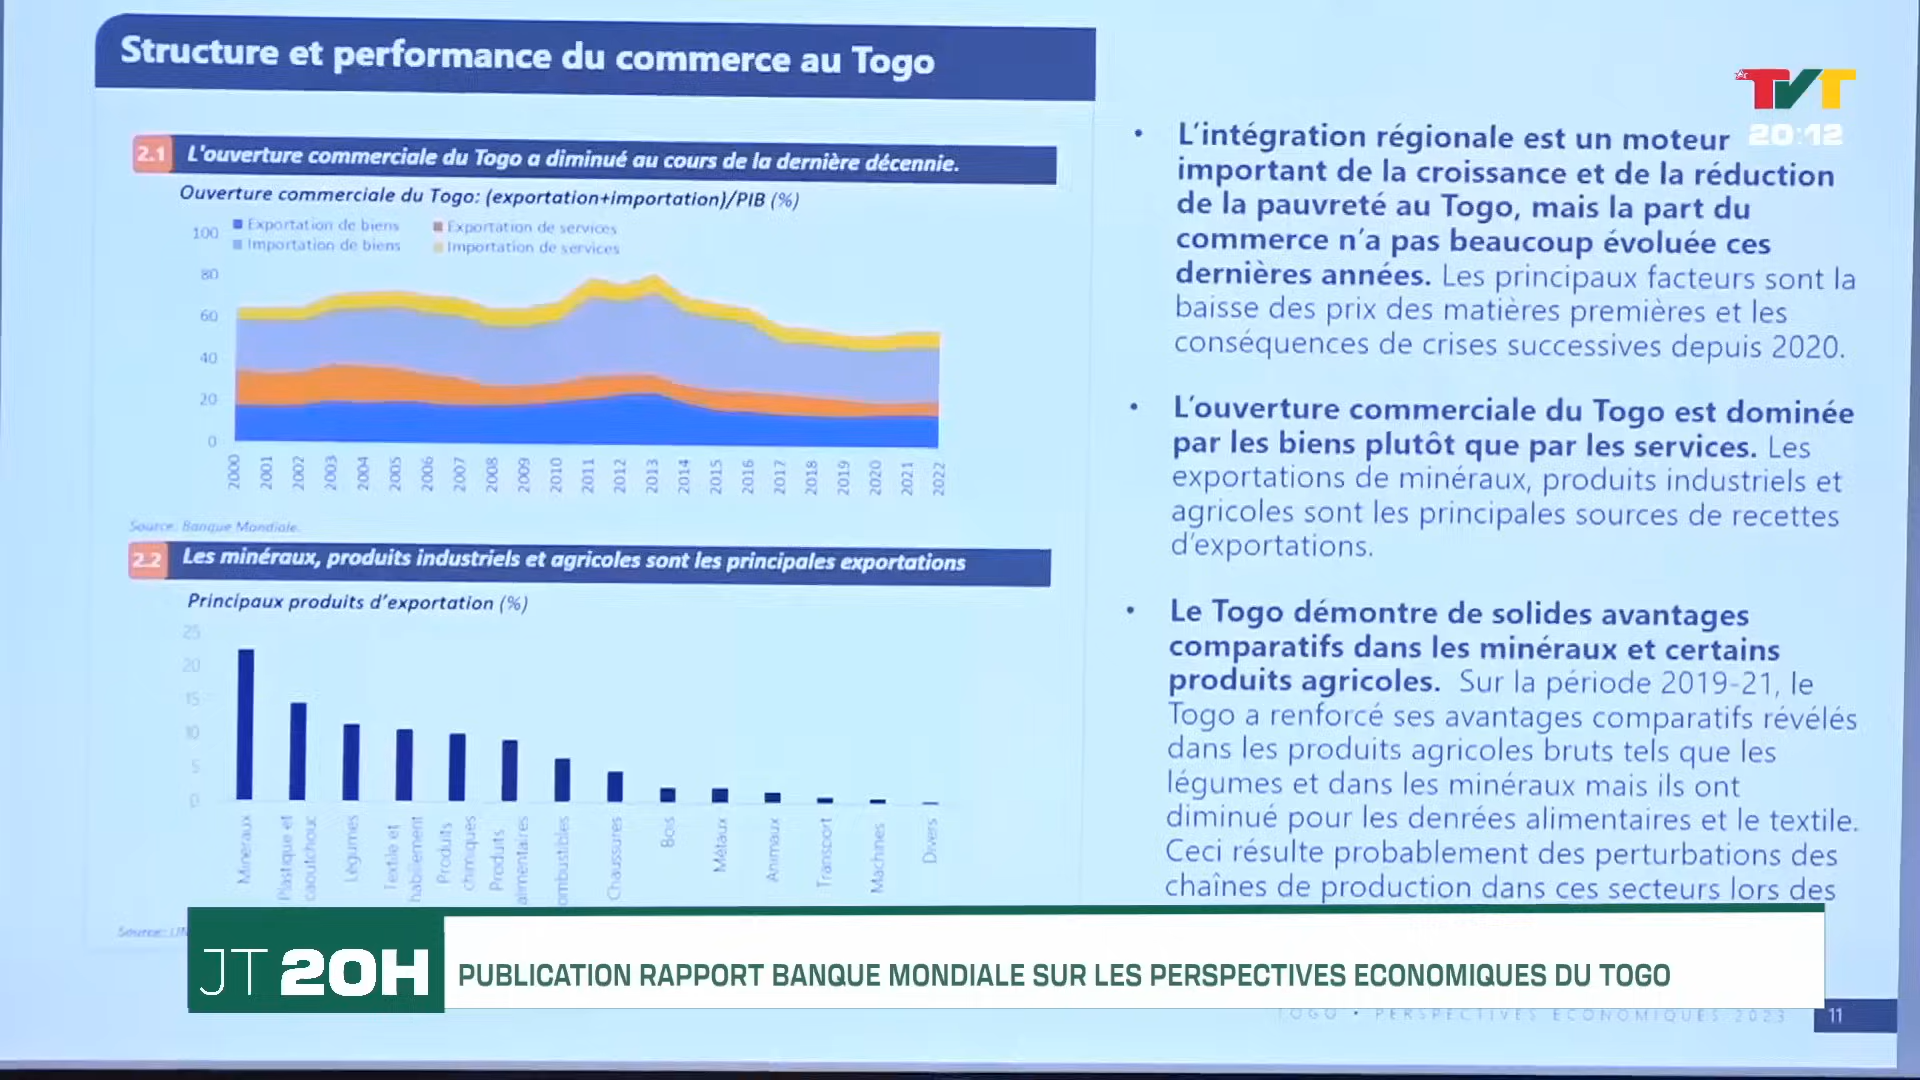 Structure et performance du commerce au Togo
TVT
20:12
2.1 L'ouverture commerciale du Togo a diminué au cours de la dernière décennie.
Ouverture commerciale du Togo: (exportation+importation)/PIB (%)
Exportation de biens
Exportation de services
Importation de biens
Importation de services
100
80
60
40
20
0
2000
2001
2002
2003
2004
2005
2006
2007
2008
2009
2010
2011
2012
2013
2014
2015
2016
2017
2018
2019
2020
2021
2022
Source: Banque Mondiale.
2.2 Les minéraux, produits industriels et agricoles sont les principales exportations
Principaux produits d'exportation (%)
25
20
15
10
5
0
Minéraux
Plastique et
caoutchouc
Légumes
Textile et
habillement
Produits
chimiques
Produits
alimentaires
ombustibles
Chaussures
Bois
Métaux
Animaux
Transport
Machines
Divers
Source:
• L'intégration régionale est un moteur
important de la croissance et de la réduction
de la pauvreté au Togo, mais la part du
commerce n'a pas beaucoup évoluée ces
dernières années. Les principaux facteurs sont la
baisse des prix des matières premières et les
conséquences de crises successives depuis 2020.
• L'ouverture commerciale du Togo est dominée
par les biens plutôt que par les services. Les
exportations de minéraux, produits industriels et
agricoles sont les principales sources de recettes
d'exportations.
• Le Togo démontre de solides avantages
comparatifs dans les minéraux et certains
produits agricoles. Sur la période 2019-21, le
Togo a renforcé ses avantages comparatifs révélés
dans les produits agricoles bruts tels que les
légumes et dans les minéraux mais ils ont
diminué pour les denrées alimentaires et le textile.
Ceci résulte probablement des perturbations des
chaînes de production dans ces secteurs lors des
JT 20H
PUBLICATION RAPPORT BANQUE MONDIALE SUR LES PERSPECTIVES ECONOMIQUES DU TOGO
TOGO • PERSPECTIVES ECONOMIQUES 2023
11